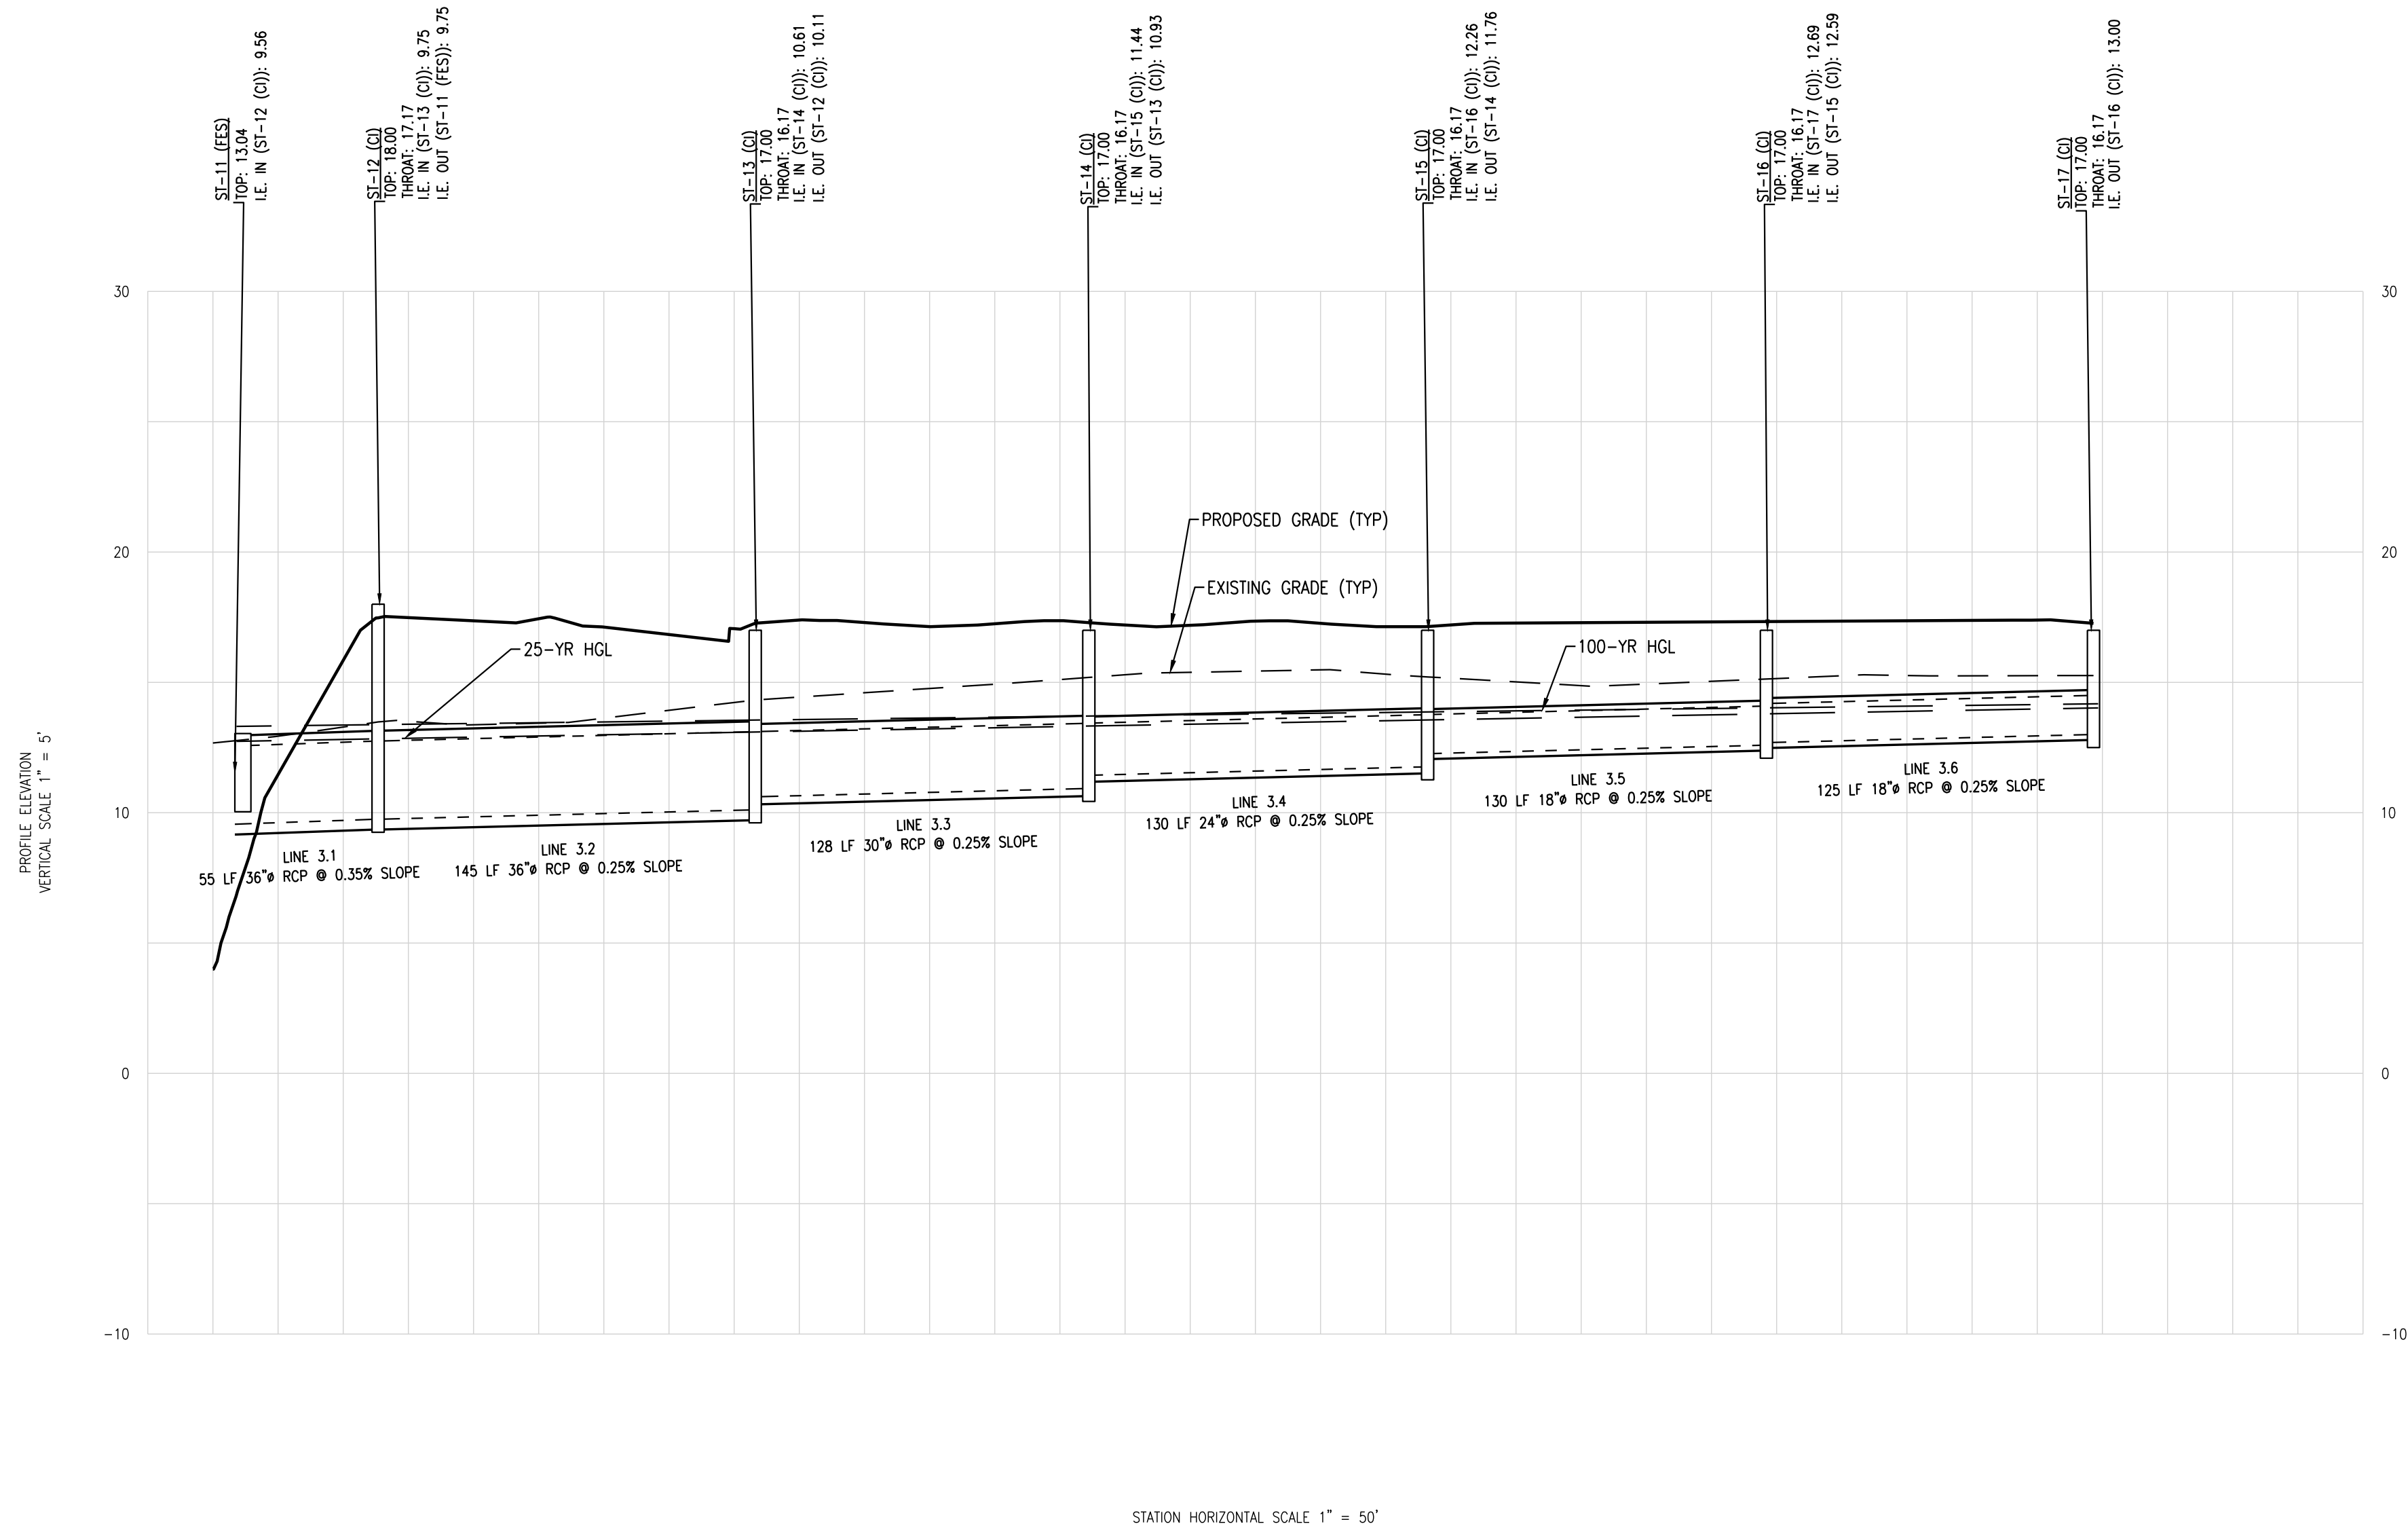 ST-11 (FES)
TOP: 13.04
I.E. IN (ST-12 (CI)): 9.56
ST-12 (CI)
TOP: 18.00
THROAT: 17.17
I.E. IN (ST-13 (CI)): 9.75
I.E. OUT (ST-11 (FES)): 9.75
ST-13 (CI)
TOP: 17.00
THROAT: 16.17
I.E. IN (ST-14 (CI)): 10.61
I.E. OUT (ST-12 (CI)): 10.11
ST-14 (CI)
TOP: 17.00
THROAT: 16.17
I.E. IN (ST-15 (CI)): 11.44
I.E. OUT (ST-13 (CI)): 10.93
ST-15 (CI)
TOP: 17.00
THROAT: 16.17
I.E. IN (ST-16 (CI)): 12.26
I.E. OUT (ST-14 (CI)): 11.76
ST-16 (CI)
TOP: 17.00
THROAT: 16.17
I.E. IN (ST-17 (CI)): 12.69
I.E. OUT (ST-15 (CI)): 12.59
ST-17 (CI)
TOP: 17.00
THROAT: 16.17
I.E. OUT (ST-16 (CI)): 13.00
30 30
20 20
PROPOSED GRADE (TYP)
EXISTING GRADE (TYP)
25-YR HGL
100-YR HGL
10 10
LINE 3.1
55 LF 36"ø RCP @ 0.35% SLOPE
LINE 3.2
145 LF 36"ø RCP @ 0.25% SLOPE
LINE 3.3
128 LF 30"ø RCP @ 0.25% SLOPE
LINE 3.4
130 LF 24"ø RCP @ 0.25% SLOPE
LINE 3.5
130 LF 18"ø RCP @ 0.25% SLOPE
LINE 3.6
125 LF 18"ø RCP @ 0.25% SLOPE
PROFILE ELEVATION
VERTICAL SCALE 1" = 5'
0 0
-10 -10
STATION HORIZONTAL SCALE 1" = 50'